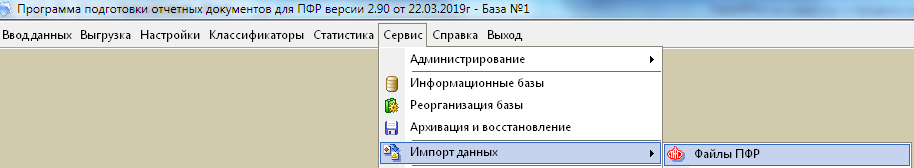 Программа подготовки отчетных документов для ПФР версии 2.90 от 22.03.2019г - База №1
Ввод данных Выгрузка Настройки Классификаторы Статистика Сервис Справка Выход
Администрирование
Информационные базы
Реорганизация базы
Архивация и восстановление
Импорт данных Файлы ПФР